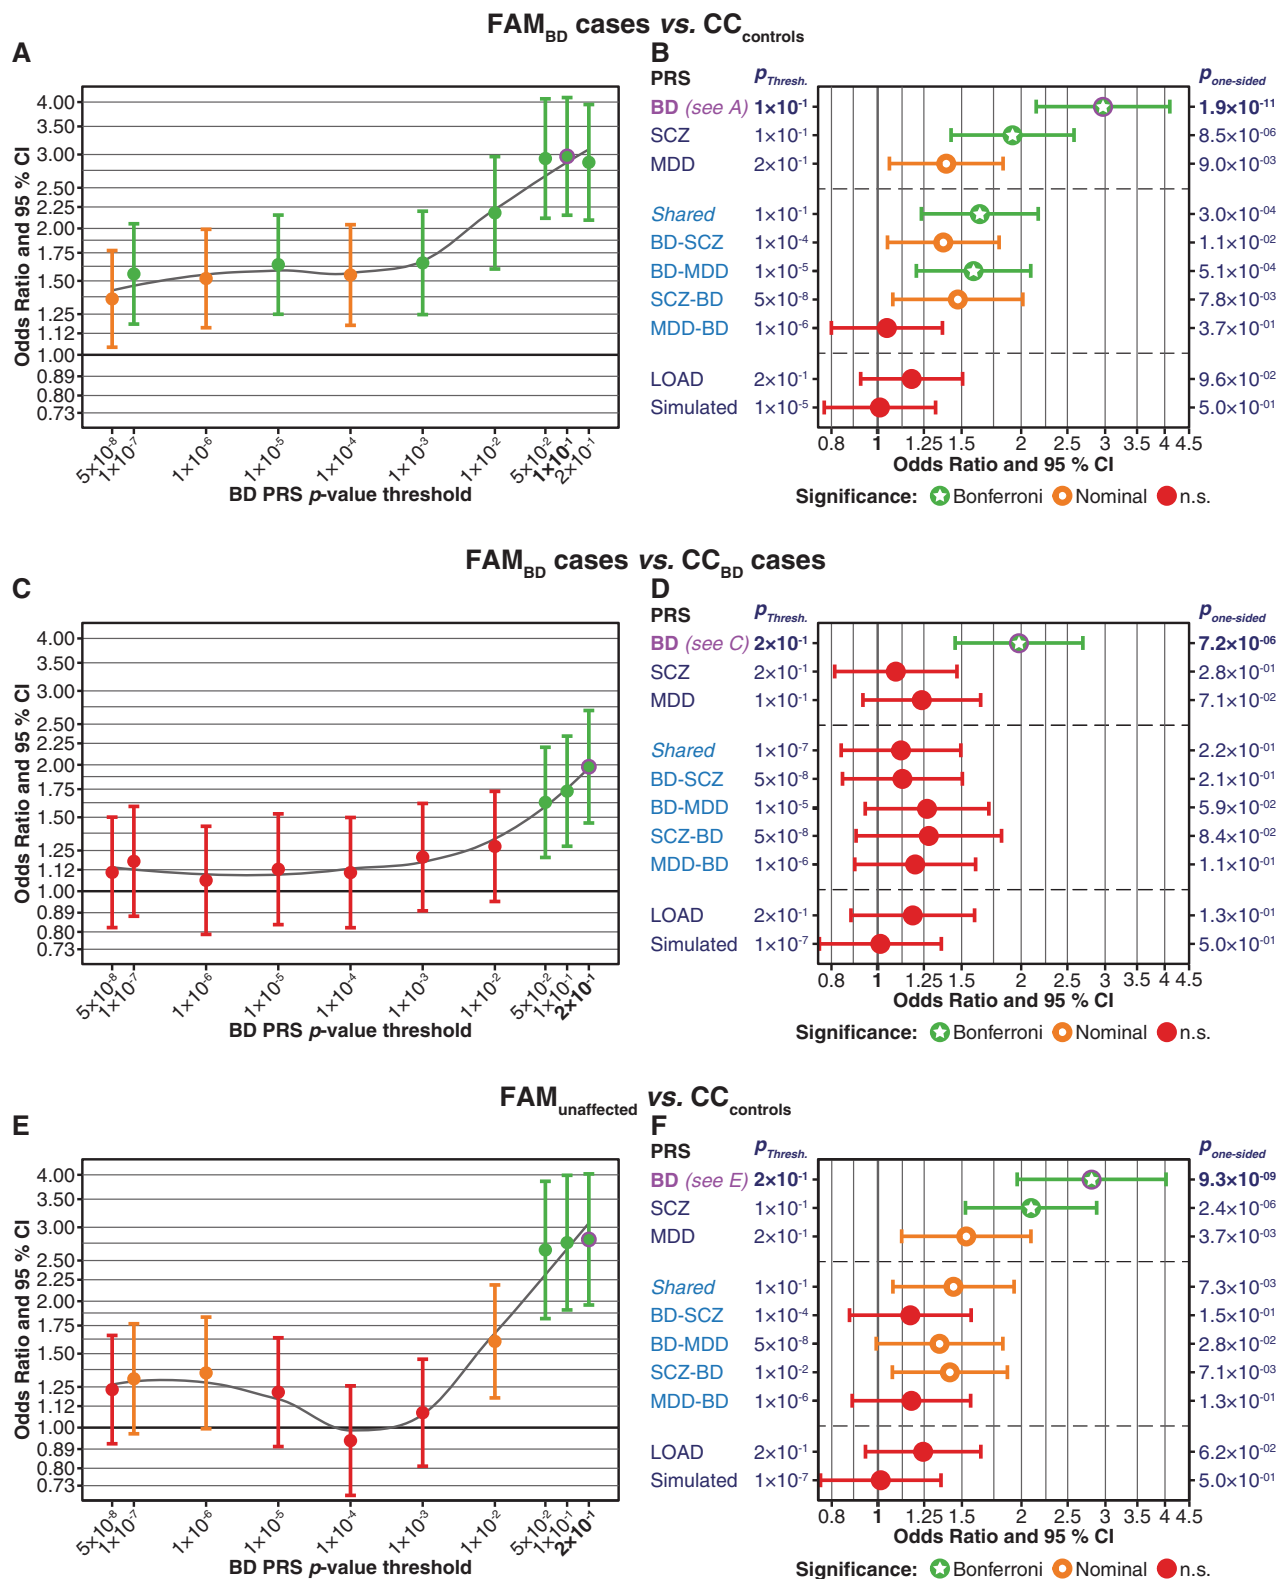 FAM_BD cases vs. CC_controls
A
Odds Ratio and 95 % CI
4.00
3.50
3.00
2.50
2.25
2.00
1.75
1.50
1.25
1.12
1.00
0.89
0.80
0.73
5×10⁻⁸ 1×10⁻⁷ 1×10⁻⁶ 1×10⁻⁵ 1×10⁻⁴ 1×10⁻³ 1×10⁻² 5×10⁻² 1×10⁻¹ 2×10⁻¹
BD PRS p-value threshold
B
PRS p_Thresh. p_one-sided
BD (see A) 1×10⁻¹ 1.9×10⁻¹¹
SCZ 1×10⁻¹ 8.5×10⁻⁰⁶
MDD 2×10⁻¹ 9.0×10⁻⁰³
Shared 1×10⁻¹ 3.0×10⁻⁰⁴
BD-SCZ 1×10⁻⁴ 1.1×10⁻⁰²
BD-MDD 1×10⁻⁵ 5.1×10⁻⁰⁴
SCZ-BD 5×10⁻⁸ 7.8×10⁻⁰³
MDD-BD 1×10⁻⁶ 3.7×10⁻⁰¹
LOAD 2×10⁻¹ 9.6×10⁻⁰²
Simulated 1×10⁻⁵ 5.0×10⁻⁰¹
0.8 1 1.25 1.5 2 2.5 3 3.5 4 4.5
Odds Ratio and 95 % CI
Significance: Bonferroni Nominal n.s.
FAM_BD cases vs. CC_BD cases
C
Odds Ratio and 95 % CI
4.00
3.50
3.00
2.50
2.25
2.00
1.75
1.50
1.25
1.12
1.00
0.89
0.80
0.73
5×10⁻⁸ 1×10⁻⁷ 1×10⁻⁶ 1×10⁻⁵ 1×10⁻⁴ 1×10⁻³ 1×10⁻² 5×10⁻² 1×10⁻¹ 2×10⁻¹
BD PRS p-value threshold
D
PRS p_Thresh. p_one-sided
BD (see C) 2×10⁻¹ 7.2×10⁻⁰⁶
SCZ 2×10⁻¹ 2.8×10⁻⁰¹
MDD 1×10⁻¹ 7.1×10⁻⁰²
Shared 1×10⁻⁷ 2.2×10⁻⁰¹
BD-SCZ 5×10⁻⁸ 2.1×10⁻⁰¹
BD-MDD 1×10⁻⁵ 5.9×10⁻⁰²
SCZ-BD 5×10⁻⁸ 8.4×10⁻⁰²
MDD-BD 1×10⁻⁶ 1.1×10⁻⁰¹
LOAD 2×10⁻¹ 1.3×10⁻⁰¹
Simulated 1×10⁻⁷ 5.0×10⁻⁰¹
0.8 1 1.25 1.5 2 2.5 3 3.5 4 4.5
Odds Ratio and 95 % CI
Significance: Bonferroni Nominal n.s.
FAM_unaffected vs. CC_controls
E
Odds Ratio and 95 % CI
4.00
3.50
3.00
2.50
2.25
2.00
1.75
1.50
1.25
1.12
1.00
0.89
0.80
0.73
5×10⁻⁸ 1×10⁻⁷ 1×10⁻⁶ 1×10⁻⁵ 1×10⁻⁴ 1×10⁻³ 1×10⁻² 5×10⁻² 1×10⁻¹ 2×10⁻¹
BD PRS p-value threshold
F
PRS p_Thresh. p_one-sided
BD (see E) 2×10⁻¹ 9.3×10⁻⁰⁹
SCZ 1×10⁻¹ 2.4×10⁻⁰⁶
MDD 2×10⁻¹ 3.7×10⁻⁰³
Shared 1×10⁻¹ 7.3×10⁻⁰³
BD-SCZ 1×10⁻⁴ 1.5×10⁻⁰¹
BD-MDD 5×10⁻⁸ 2.8×10⁻⁰²
SCZ-BD 1×10⁻² 7.1×10⁻⁰³
MDD-BD 1×10⁻⁶ 1.3×10⁻⁰¹
LOAD 2×10⁻¹ 6.2×10⁻⁰²
Simulated 1×10⁻⁷ 5.0×10⁻⁰¹
0.8 1 1.25 1.5 2 2.5 3 3.5 4 4.5
Odds Ratio and 95 % CI
Significance: Bonferroni Nominal n.s.